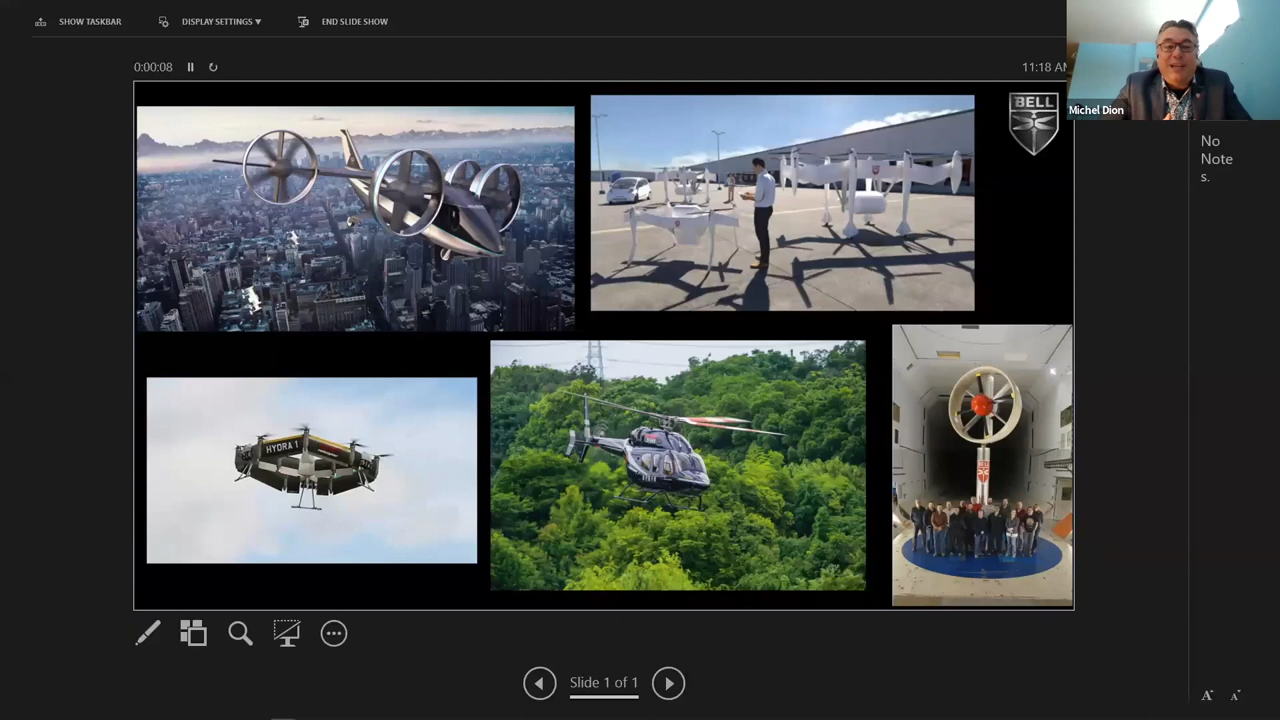 SHOW TASKBAR
DISPLAY SETTINGS ▼
END SLIDE SHOW
0:00:08
11:18 AM
Michel Dion
BELL
No
Note
s.
HYDRA 1
BELL
Slide 1 of 1
A
A